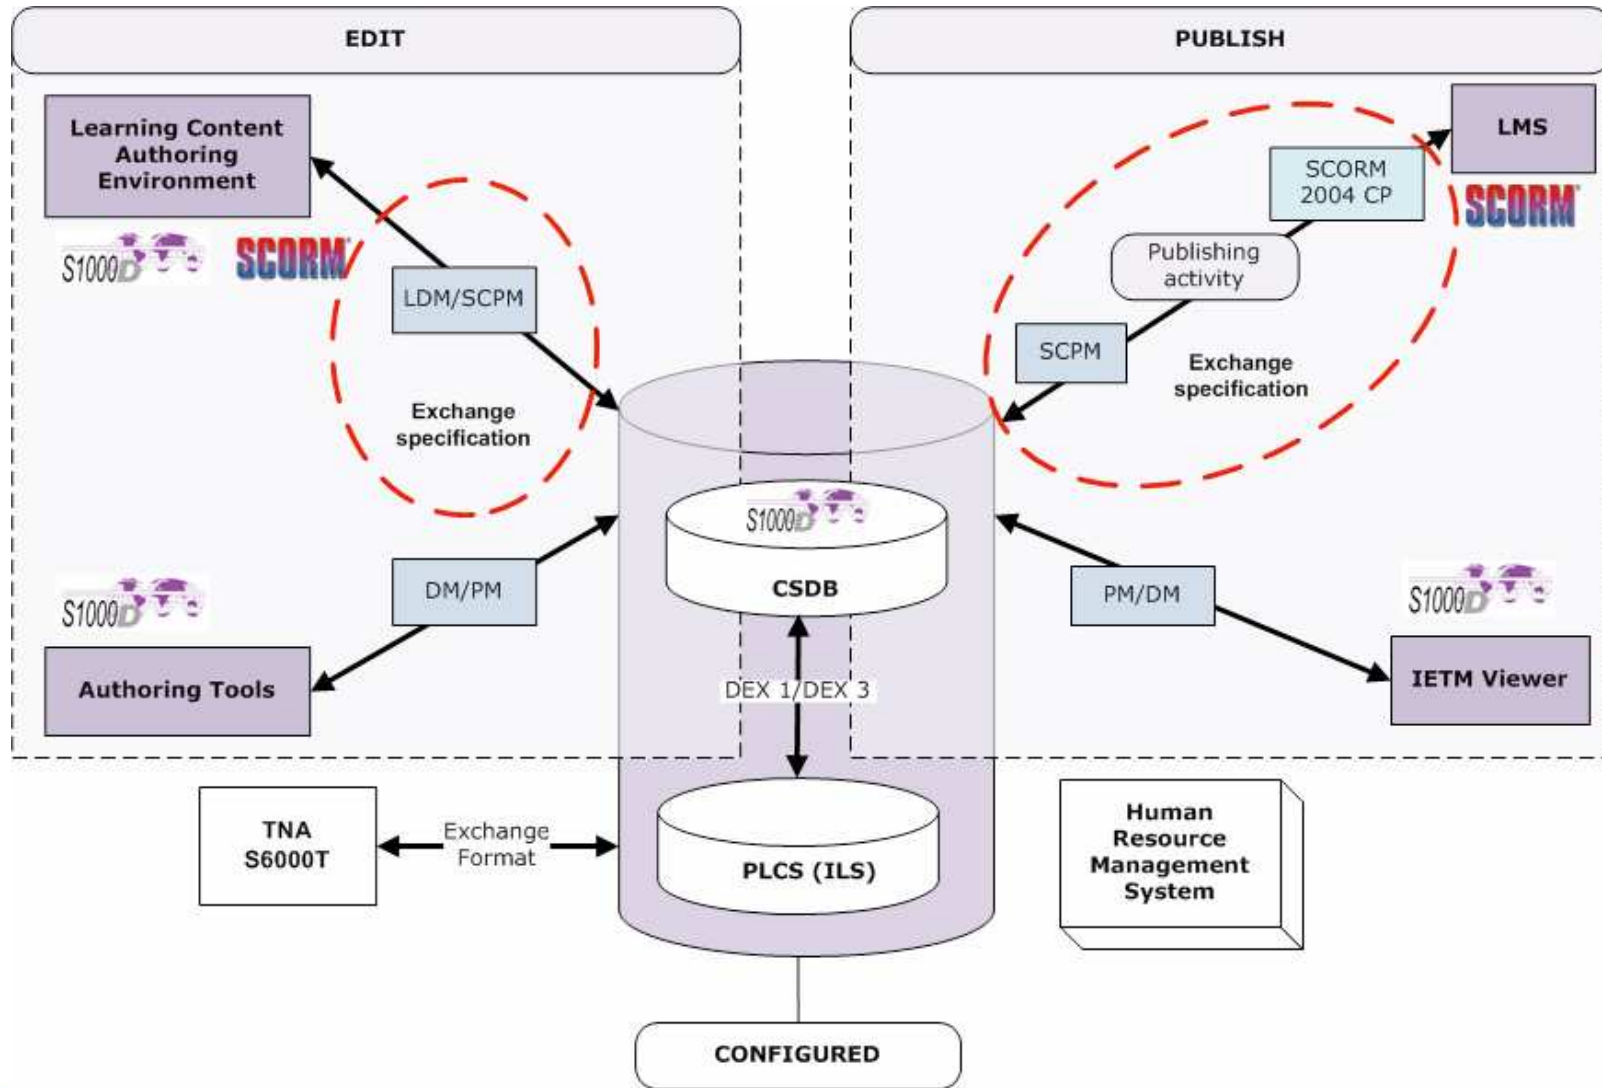 EDIT
PUBLISH
Learning Content
Authoring
Environment
S1000D
SCORM
LDM/SCPM
Exchange
specification
LMS
SCORM
2004 CP
SCORM
Publishing
activity
SCPM
Exchange
specification
S1000D
CSDB
S1000D
DM/PM
Authoring Tools
PM/DM
S1000D
IETM Viewer
DEX 1/DEX 3
TNA
S6000T
Exchange
Format
PLCS (ILS)
Human
Resource
Management
System
CONFIGURED